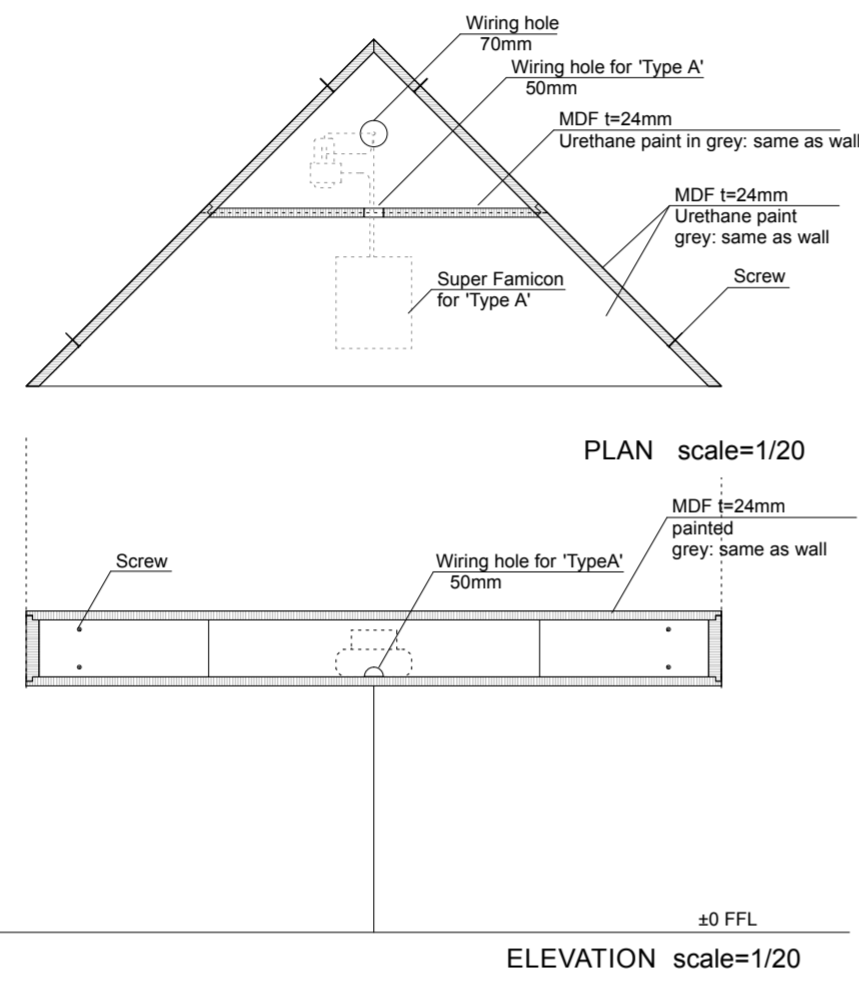 Wiring hole
70mm
Wiring hole for 'Type A'
50mm
MDF t=24mm
Urethane paint in grey: same as wall
MDF t=24mm
Urethane paint
grey: same as wall
Screw
Super Famicon
for 'Type A'
PLAN scale=1/20
MDF t=24mm
painted
grey: same as wall
Screw
Wiring hole for 'TypeA'
50mm
±0 FFL
ELEVATION scale=1/20